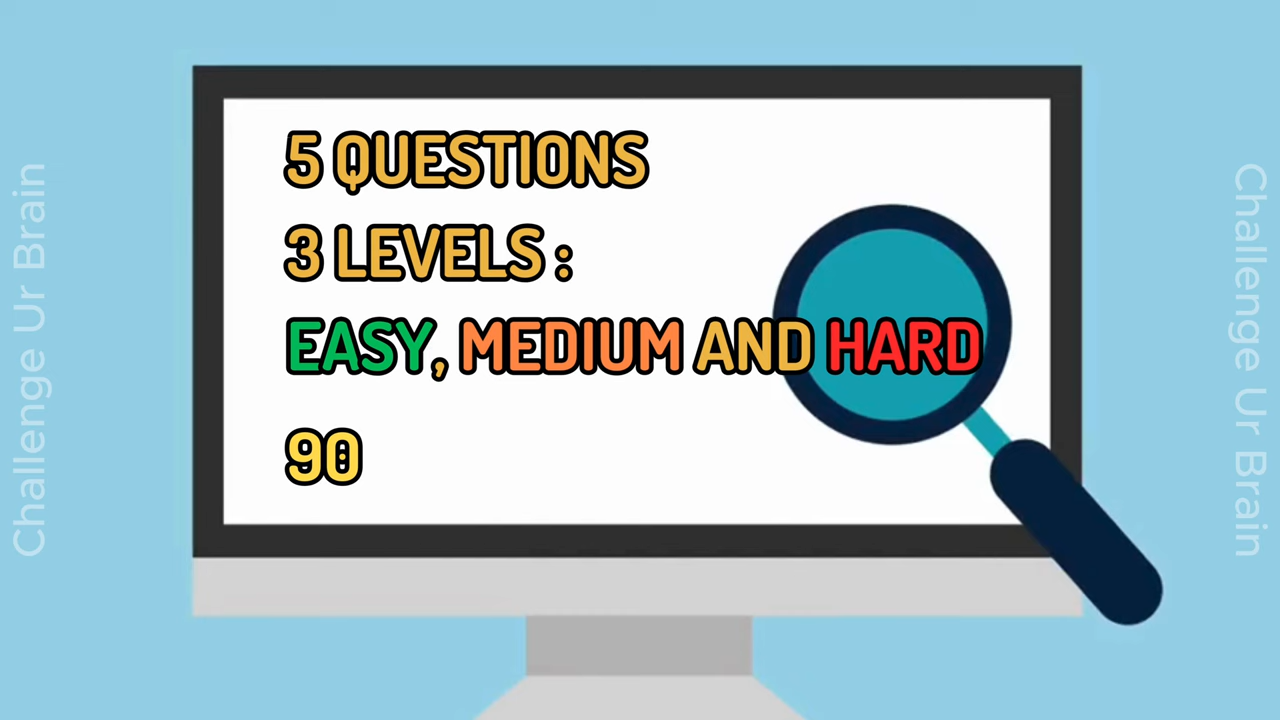 5 QUESTIONS
3 LEVELS :
EASY, MEDIUM AND HARD
90
Challenge Ur Brain
Challenge Ur Brain